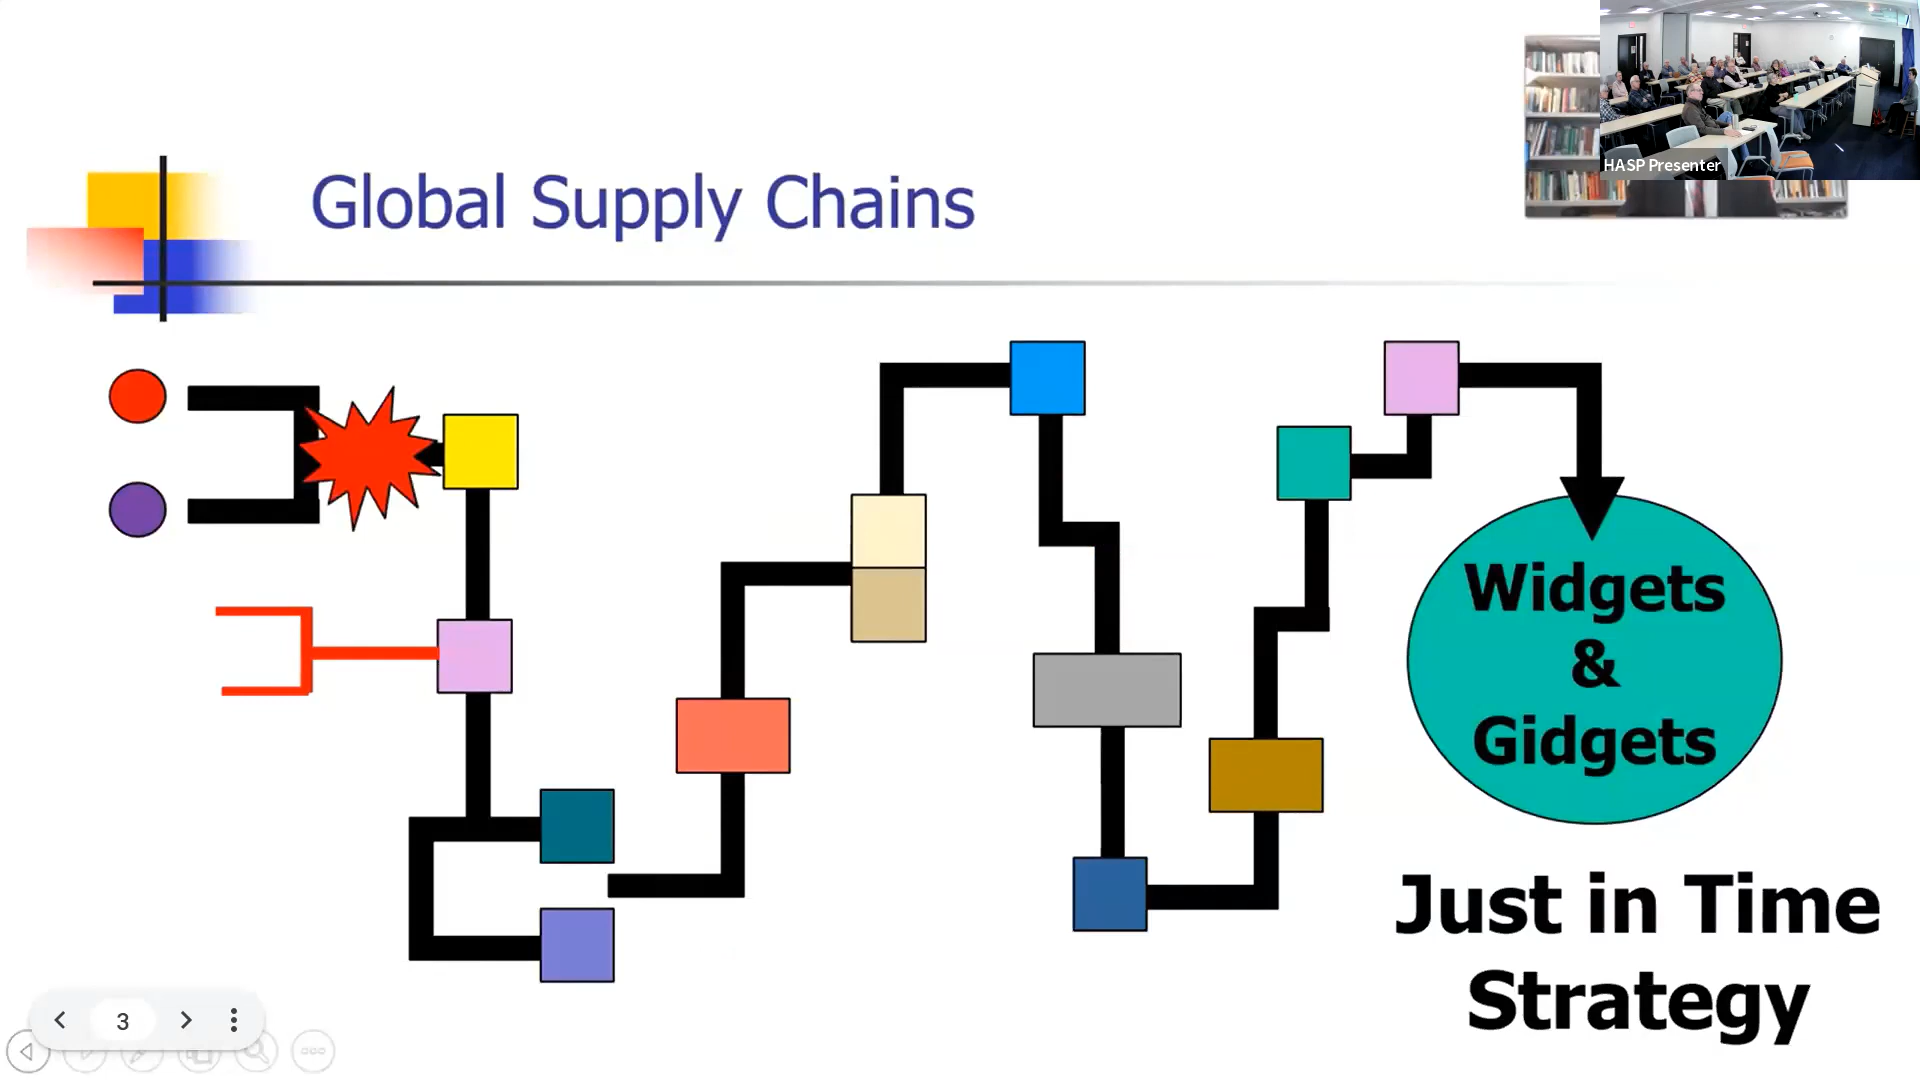 HASP Presenter
Global Supply Chains
Widgets
&
Gidgets
Just in Time
Strategy
3